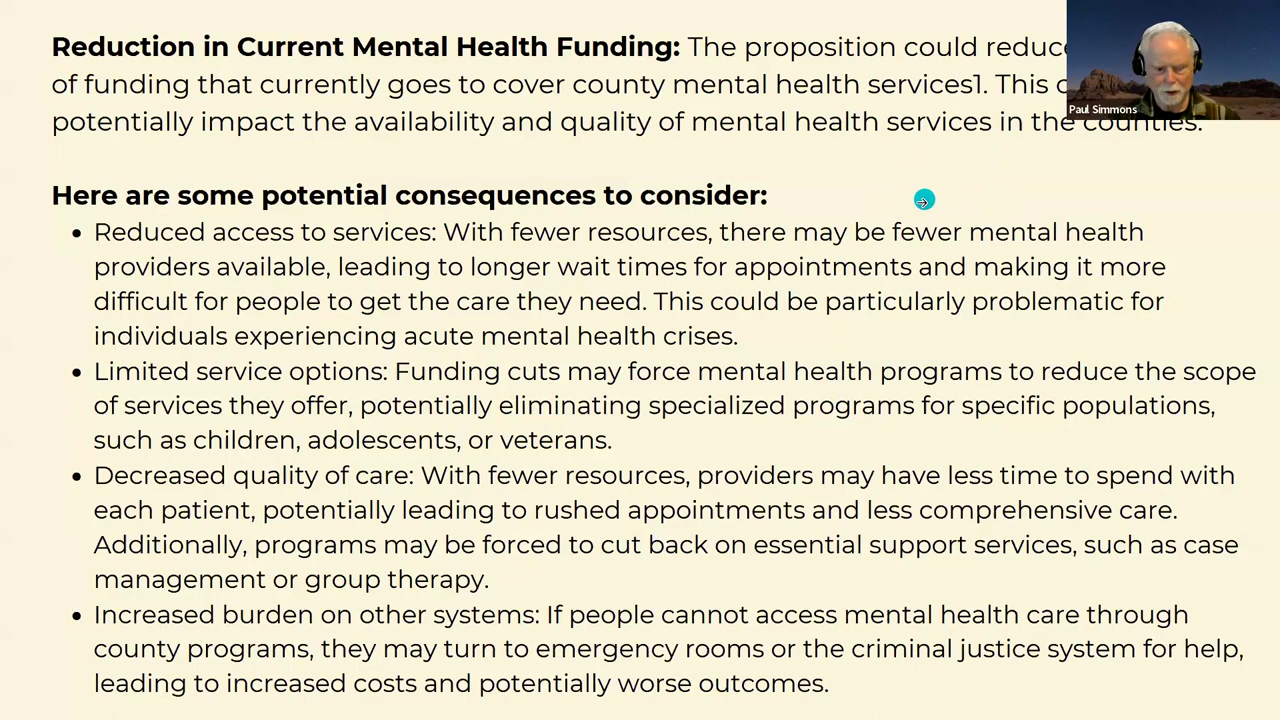 Reduction in Current Mental Health Funding: The proposition could reduce
of funding that currently goes to cover county mental health services1. This
potentially impact the availability and quality of mental health services in the counties.
Paul Simmons
Here are some potential consequences to consider:
• Reduced access to services: With fewer resources, there may be fewer mental health
providers available, leading to longer wait times for appointments and making it more
difficult for people to get the care they need. This could be particularly problematic for
individuals experiencing acute mental health crises.
• Limited service options: Funding cuts may force mental health programs to reduce the scope
of services they offer, potentially eliminating specialized programs for specific populations,
such as children, adolescents, or veterans.
• Decreased quality of care: With fewer resources, providers may have less time to spend with
each patient, potentially leading to rushed appointments and less comprehensive care.
Additionally, programs may be forced to cut back on essential support services, such as case
management or group therapy.
• Increased burden on other systems: If people cannot access mental health care through
county programs, they may turn to emergency rooms or the criminal justice system for help,
leading to increased costs and potentially worse outcomes.